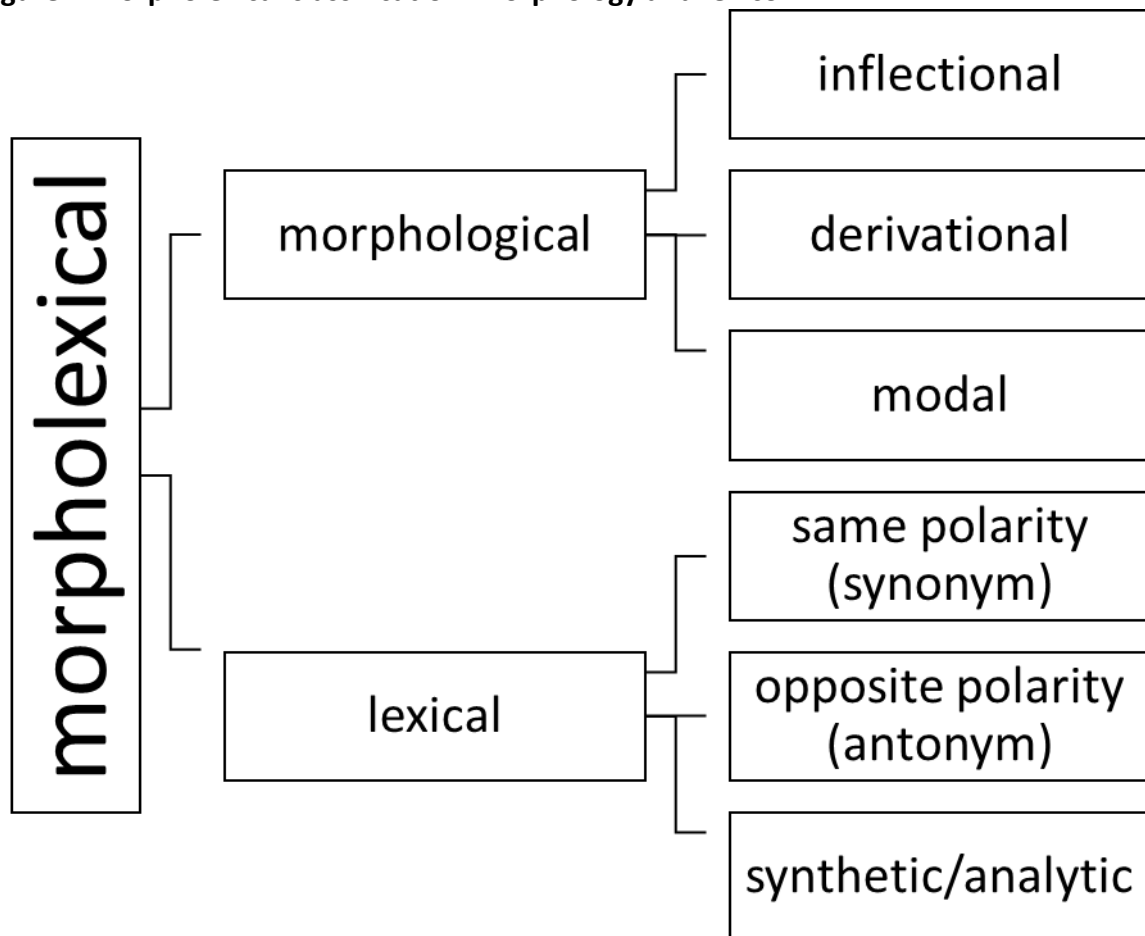 morpholexical
morphological
inflectional
derivational
modal
lexical
same polarity
(synonym)
opposite polarity
(antonym)
synthetic/analytic